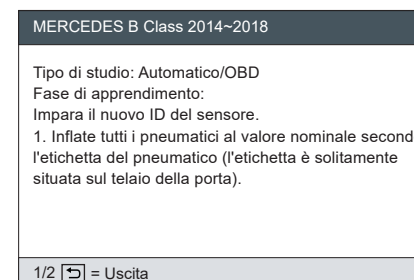 MERCEDES B Class 2014~2018
Tipo di studio: Automatico/OBD
Fase di apprendimento:
Impara il nuovo ID del sensore.
1. Inflate tutti i pneumatici al valore nominale second
l'etichetta del pneumatico (l'etichetta è solitamente
situata sul telaio della porta).
1/2 = Uscita